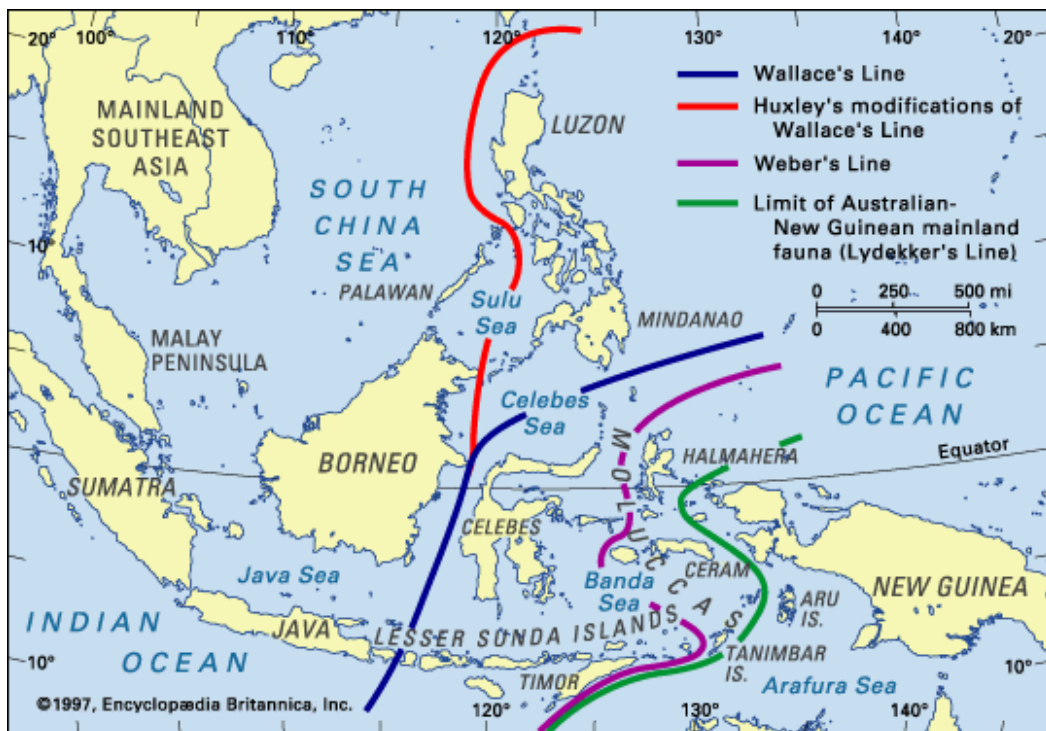 20° 100° 110° 120° 130° 20°
Wallace's Line
Huxley's modifications of
Wallace's Line
Weber's Line
Limit of Australian-
New Guinean mainland
fauna (Lydekker's Line)
0 250 500 mi
0 400 800 km
MAINLAND
SOUTHEAST
ASIA
LUZON
SOUTH
CHINA
SEA
10°
PALAWAN
Sulu
Sea
MINDANAO
MALAY
PENINSULA
PACIFIC
OCEAN
Celebes
Sea
MOLUCCAS
BORNEO
HALMAHERA
Equator
SUMATRA
CELEBES
CERAM
NEW GUINEA
Java Sea
Banda
Sea
ARU
IS.
INDIAN
OCEAN
JAVA
LESSER SUNDA ISLANDS
10°
TIMOR
TANIMBAR
IS.
10°
Arafura Sea
©1997, Encyclopædia Britannica, Inc.
120° 130° 140°